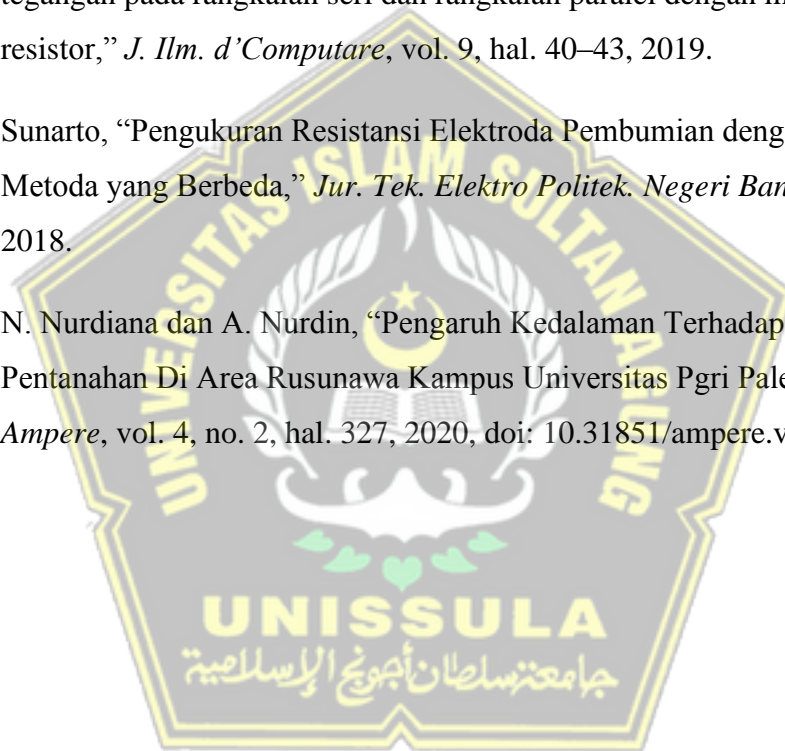 tegangan pada rangkaian seri dan rangkaian paralel dengan
resistor,” J. Ilm. d’Computare, vol. 9, hal. 40–43, 2019.
Sunarto, “Pengukuran Resistansi Elektroda Pembumian deng
Metoda yang Berbeda,” Jur. Tek. Elektro Politek. Negeri Ban
2018.
N. Nurdiana dan A. Nurdin, “Pengaruh Kedalaman Terhadap
Pentanahan Di Area Rusunawa Kampus Universitas Pgri Pale
Ampere, vol. 4, no. 2, hal. 327, 2020, doi: 10.31851/ampere.v
UNIVERSITAS ISLAM SULTAN AGUNG
UNISSULA
جامعة سلطان أجونج الإسلامية